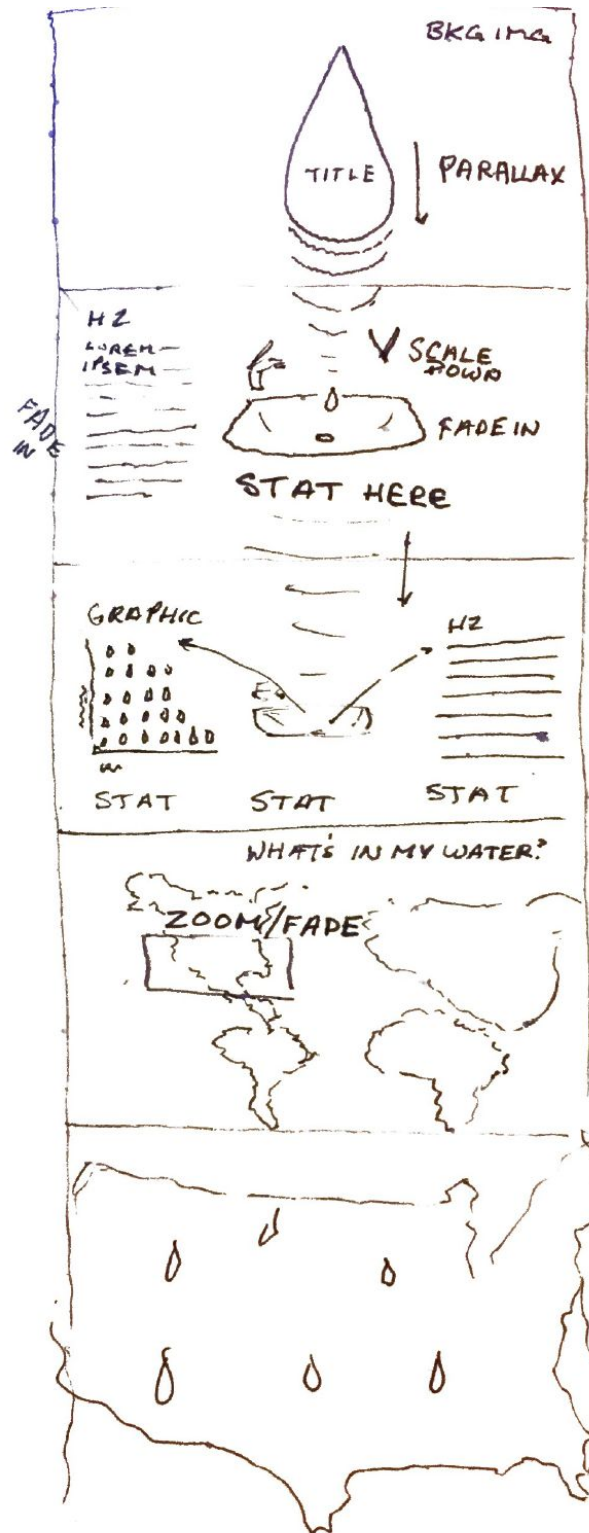 BKG IMG
TITLE
PARALLAX
H2
LOREM
IPSEM
SCALE
DOWN
FADE
IN
FADE IN
STAT HERE
GRAPHIC
H2
STAT
STAT
STAT
WHAT'S IN MY WATER?
ZOOM/FADE